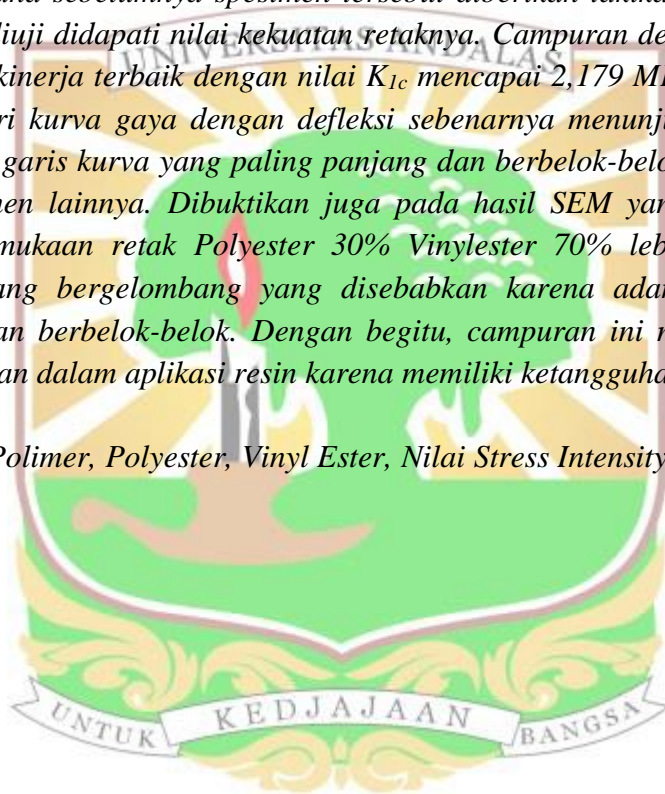 sebelumnya spesimen tersebut diberikan
diuji didapati nilai kekuatan retaknya. Campuran de
UNIVERSITAS ANDALAS
kinerja terbaik dengan nilai K1c mencapai 2,179 M
ri kurva gaya dengan defleksi sebenarnya menunj
garis kurva yang paling panjang dan berbelok-belo
men lainnya. Dibuktikan juga pada hasil SEM yan
mukaan retak Polyester 30% Vinylester 70% leb
ang bergelombang yang disebabkan karena ada
an berbelok-belok. Dengan begitu, campuran ini
an dalam aplikasi resin karena memiliki ketangguha
Polimer, Polyester, Vinyl Ester, Nilai Stress Intensity
UNTUK KEDJAJAAN BANGSA